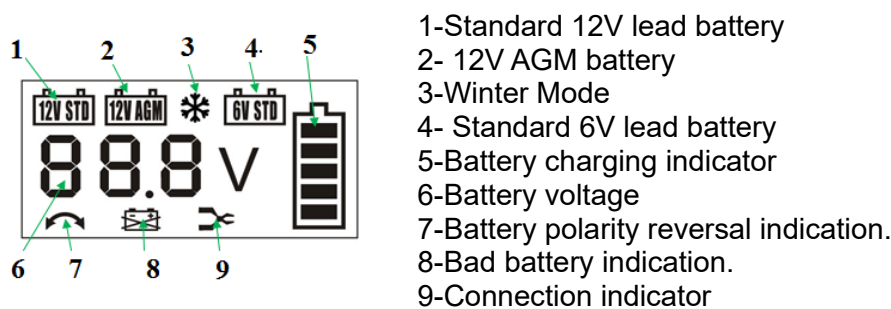 1 2 3 4. 5
12V STD 12V AGM 6V STD
88.8 V
6 7 8 9
1-Standard 12V lead battery
2- 12V AGM battery
3-Winter Mode
4- Standard 6V lead battery
5-Battery charging indicator
6-Battery voltage
7-Battery polarity reversal indication.
8-Bad battery indication.
9-Connection indicator